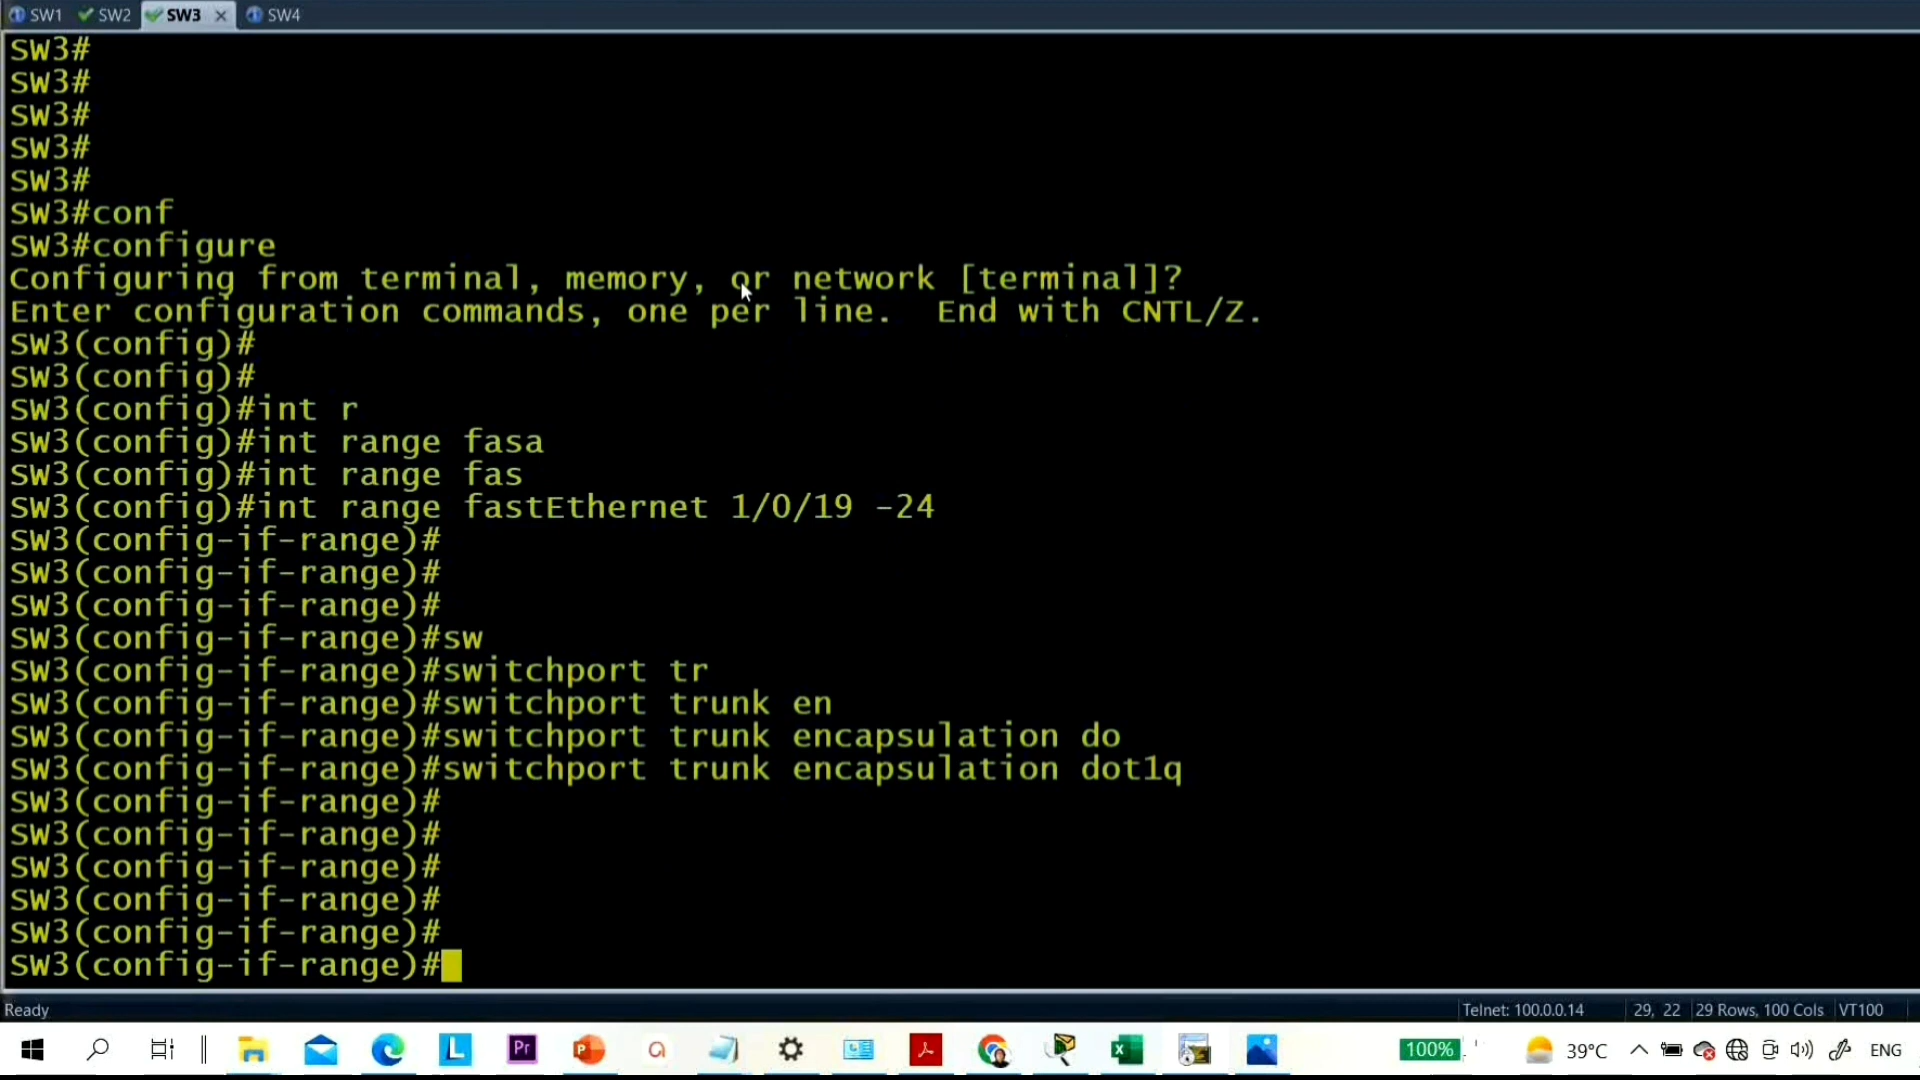 SW1 SW2 SW3 SW4
SW3#
SW3#
SW3#
SW3#
SW3#
SW3#conf
SW3#configure
Configuring from terminal, memory, or network [terminal]?
Enter configuration commands, one per line.  End with CNTL/Z.
SW3(config)#
SW3(config)#
SW3(config)#int r
SW3(config)#int range fasa
SW3(config)#int range fas
SW3(config)#int range fastEthernet 1/0/19 -24
SW3(config-if-range)#
SW3(config-if-range)#
SW3(config-if-range)#
SW3(config-if-range)#sw
SW3(config-if-range)#switchport tr
SW3(config-if-range)#switchport trunk en
SW3(config-if-range)#switchport trunk encapsulation do
SW3(config-if-range)#switchport trunk encapsulation dot1q
SW3(config-if-range)#
SW3(config-if-range)#
SW3(config-if-range)#
SW3(config-if-range)#
SW3(config-if-range)#
SW3(config-if-range)#
Ready Telnet: 100.0.0.14 29, 22 29 Rows, 100 Cols VT100
L Pr P a X 100% 39°C ENG